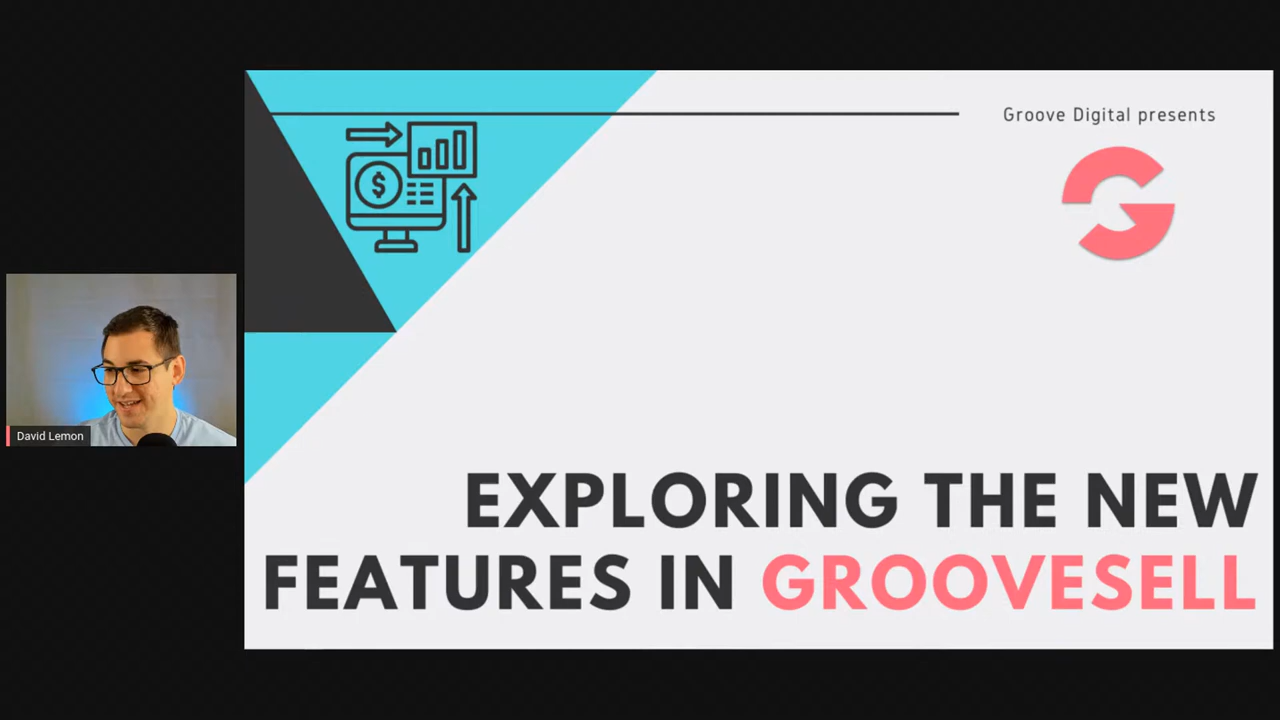 Groove Digital presents
David Lemon
EXPLORING THE NEW
FEATURES IN GROOVESELL